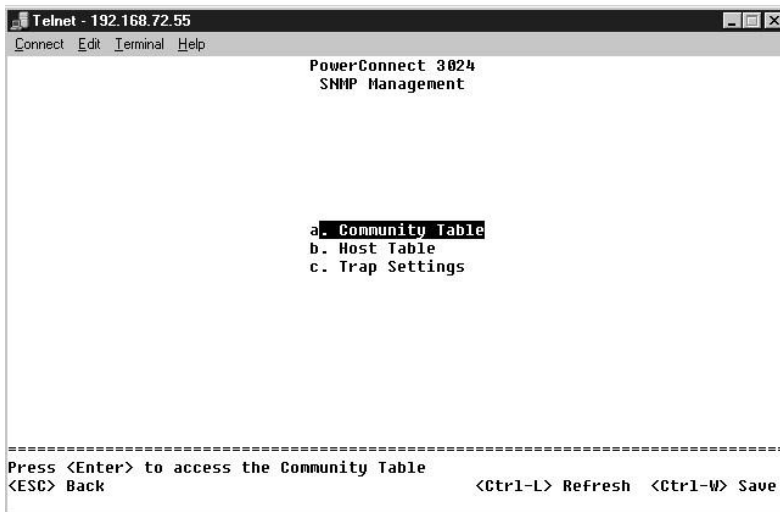 Telnet - 192.168.72.55
Connect Edit Terminal Help
PowerConnect 3024
SNMP Management
a. Community Table
b. Host Table
c. Trap Settings
================================================================================
Press <Enter> to access the Community Table
<ESC> Back <Ctrl-L> Refresh <Ctrl-W> Save